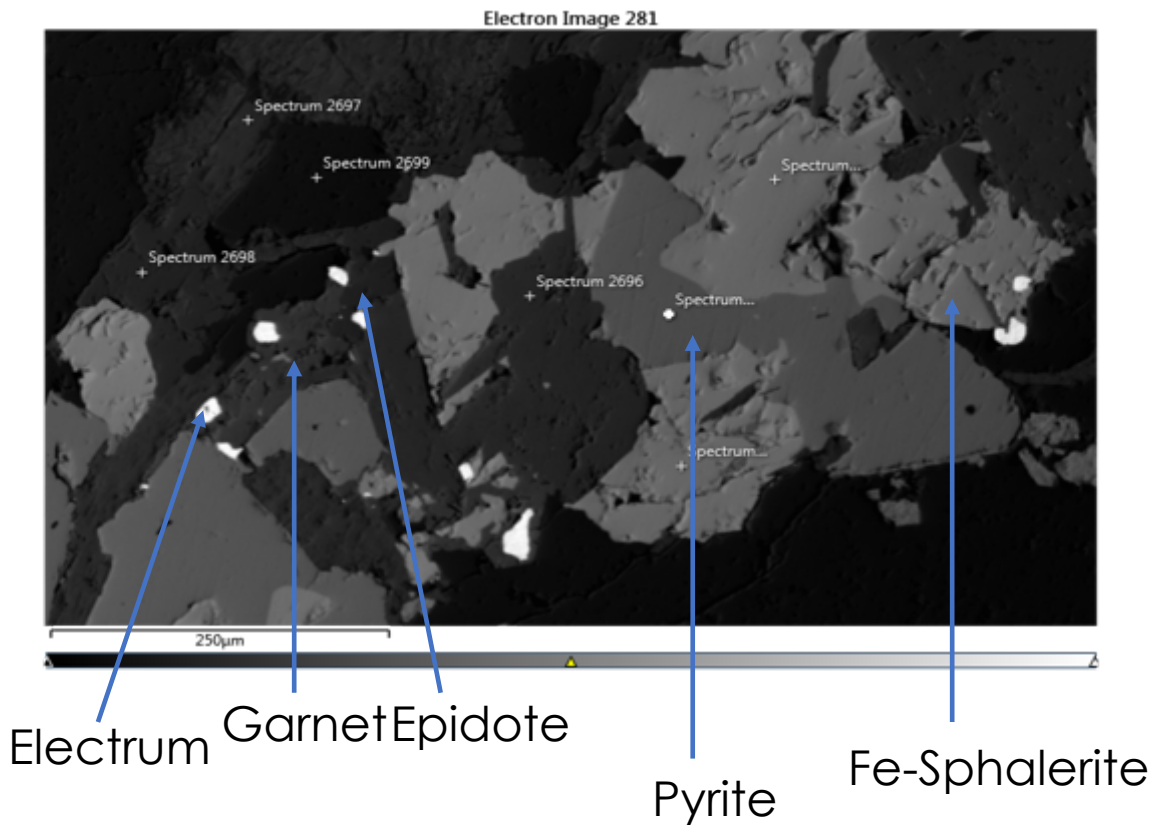 Electron Image 281
Spectrum 2697
Spectrum 2699
Spectrum...
Spectrum 2698
Spectrum 2696
Spectrum...
Spectrum...
250µm
Electrum
Garnet
Epidote
Pyrite
Fe-Sphalerite